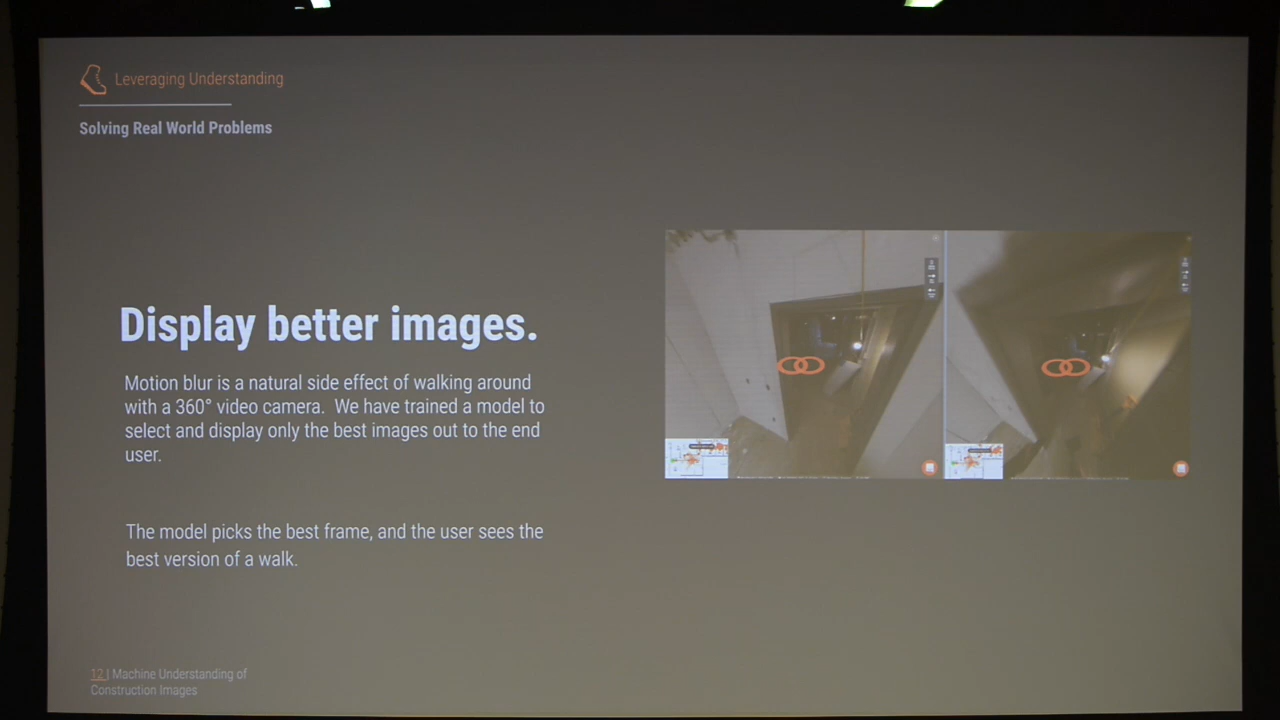 Leveraging Understanding
Solving Real World Problems
Display better images.
Motion blur is a natural side effect of walking around
with a 360° video camera. We have trained a model to
select and display only the best images out to the end
user.
The model picks the best frame, and the user sees the
best version of a walk.
12 | Machine Understanding of
Construction Images